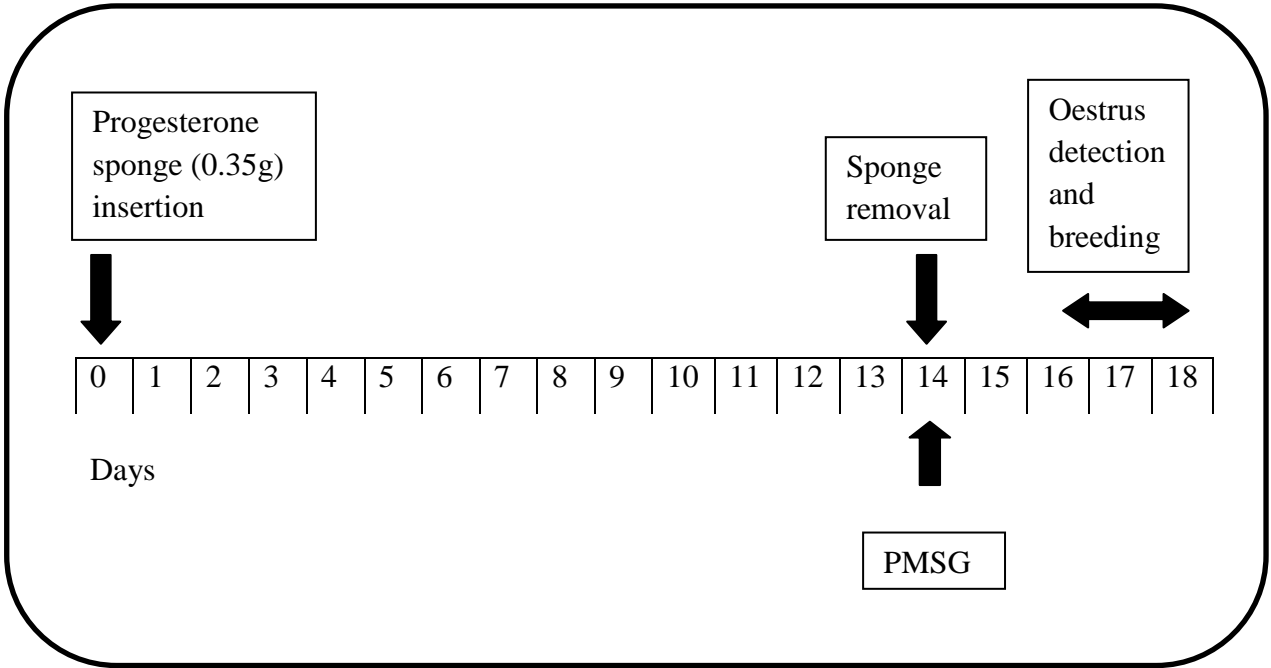 Progesterone
sponge (0.35g)
insertion
Sponge
removal
Oestrus
detection
and
breeding
0 1 2 3 4 5 6 7 8 9 10 11 12 13 14 15 16 17 18
Days
PMSG